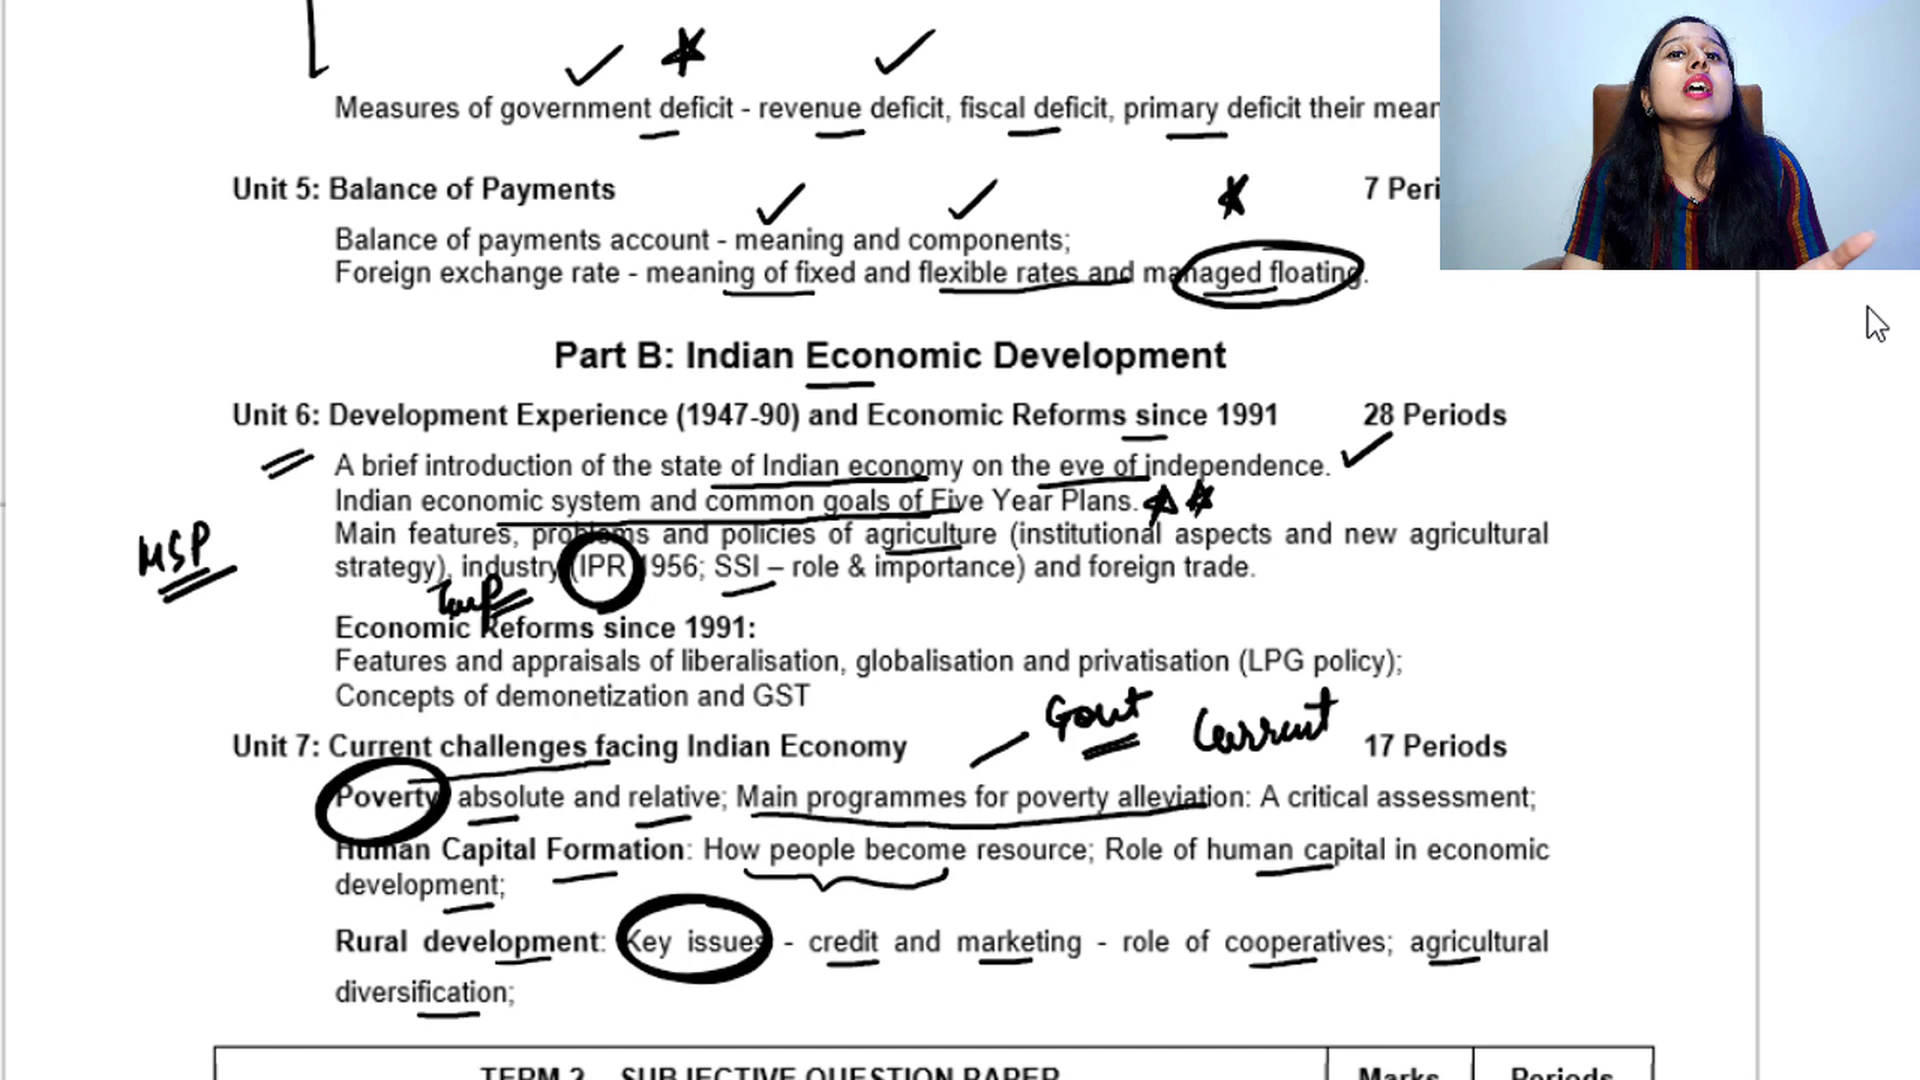 Measures of government deficit - revenue deficit, fiscal deficit, primary deficit their mean
Unit 5: Balance of Payments 7 Peri
Balance of payments account - meaning and components;
Foreign exchange rate - meaning of fixed and flexible rates and managed floating.
Part B: Indian Economic Development
Unit 6: Development Experience (1947-90) and Economic Reforms since 1991 28 Periods
A brief introduction of the state of Indian economy on the eve of independence.
Indian economic system and common goals of Five Year Plans.
Main features, problems and policies of agriculture (institutional aspects and new agricultural
MSP
strategy), industry (IPR 1956; SSI – role & importance) and foreign trade.
Economic Reforms since 1991:
Features and appraisals of liberalisation, globalisation and privatisation (LPG policy);
Concepts of demonetization and GST
Govt Current
Unit 7: Current challenges facing Indian Economy 17 Periods
Poverty absolute and relative; Main programmes for poverty alleviation: A critical assessment;
Human Capital Formation: How people become resource; Role of human capital in economic
development;
Rural development: Key issues - credit and marketing - role of cooperatives; agricultural
diversification;
TERM 2 SUBJECTIVE QUESTION PAPER Marks Periods